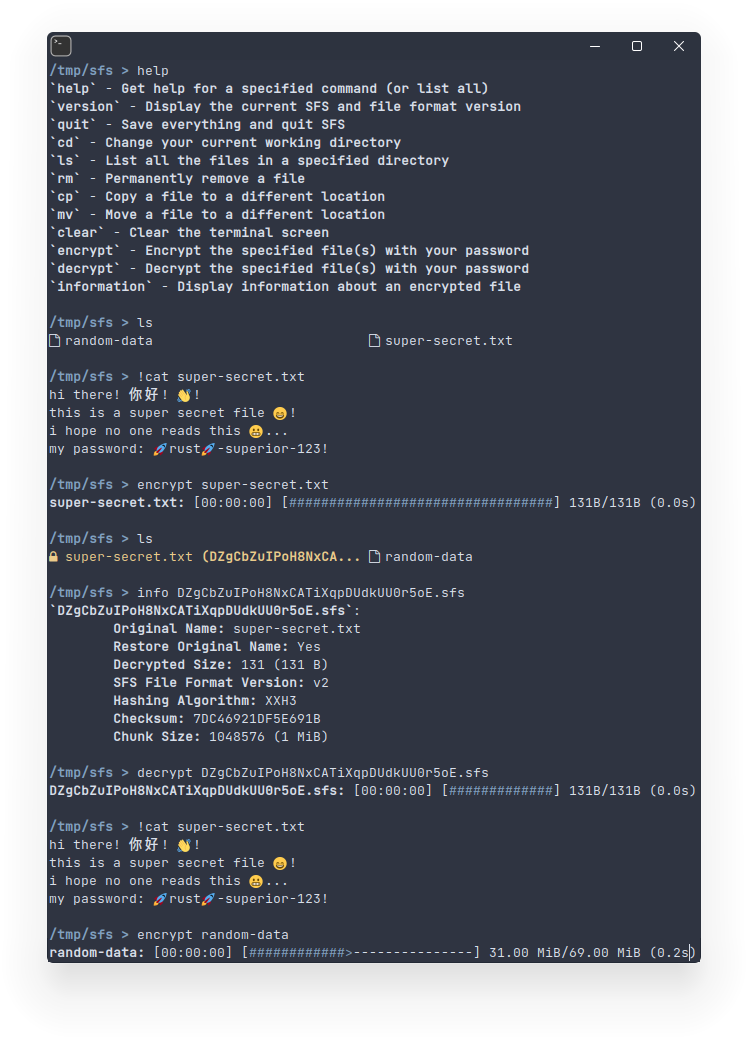 /tmp/sfs > help
`help` - Get help for a specified command (or list all)
`version` - Display the current SFS and file format version
`quit` - Save everything and quit SFS
`cd` - Change your current working directory
`ls` - List all the files in a specified directory
`rm` - Permanently remove a file
`cp` - Copy a file to a different location
`mv` - Move a file to a different location
`clear` - Clear the terminal screen
`encrypt` - Encrypt the specified file(s) with your password
`decrypt` - Decrypt the specified file(s) with your password
`information` - Display information about an encrypted file
/tmp/sfs > ls
random-data super-secret.txt
/tmp/sfs > !cat super-secret.txt
hi there! 你好! 👋!
this is a super secret file 😄!
i hope no one reads this 😬...
my password: 🚀rust🚀-superior-123!
/tmp/sfs > encrypt super-secret.txt
super-secret.txt: [00:00:00] [#################################] 131B/131B (0.0s)
/tmp/sfs > ls
🔒 super-secret.txt (DZgCbZuIPoH8NxCA... random-data
/tmp/sfs > info DZgCbZuIPoH8NxCATiXqpDUdkUU0r5oE.sfs
`DZgCbZuIPoH8NxCATiXqpDUdkUU0r5oE.sfs`:
Original Name: super-secret.txt
Restore Original Name: Yes
Decrypted Size: 131 (131 B)
SFS File Format Version: v2
Hashing Algorithm: XXH3
Checksum: 7DC46921DF5E691B
Chunk Size: 1048576 (1 MiB)
/tmp/sfs > decrypt DZgCbZuIPoH8NxCATiXqpDUdkUU0r5oE.sfs
DZgCbZuIPoH8NxCATiXqpDUdkUU0r5oE.sfs: [00:00:00] [#############] 131B/131B (0.0s)
/tmp/sfs > !cat super-secret.txt
hi there! 你好! 👋!
this is a super secret file 😄!
i hope no one reads this 😬...
my password: 🚀rust🚀-superior-123!
/tmp/sfs > encrypt random-data
random-data: [00:00:00] [############>---------------] 31.00 MiB/69.00 MiB (0.2s)